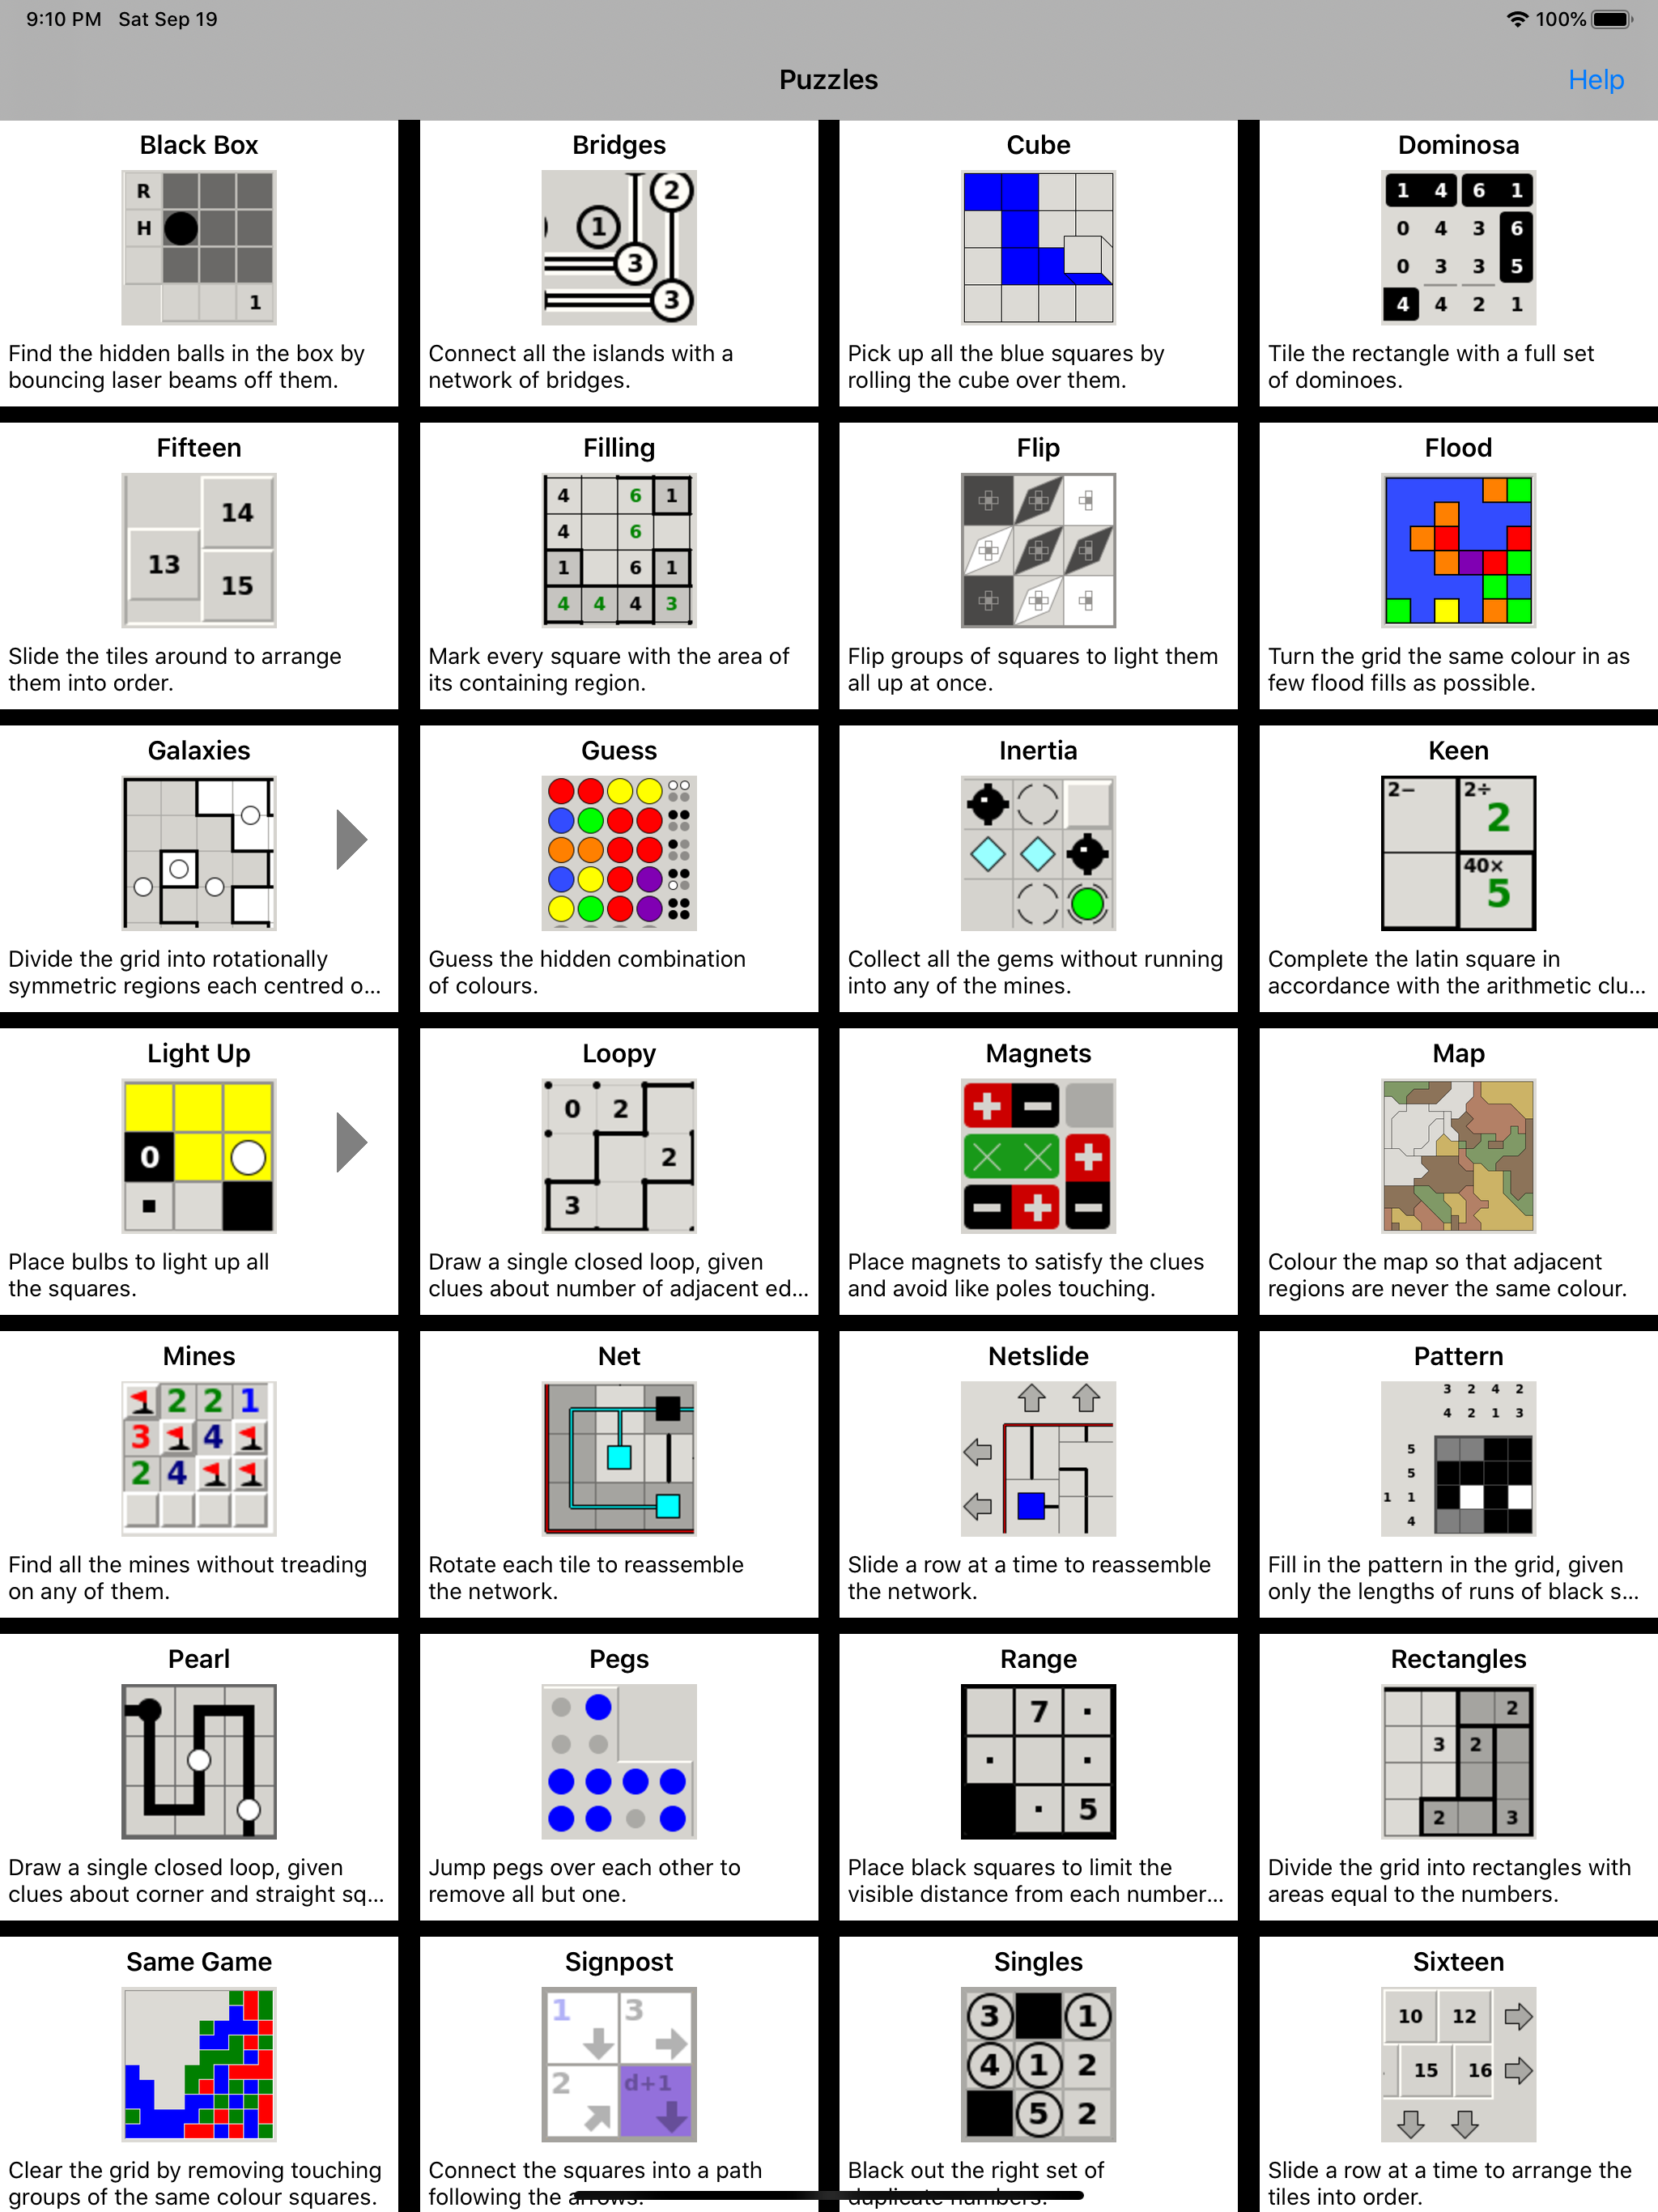 9:10 PM Sat Sep 19 100%
Puzzles Help
Black Box Bridges Cube Dominosa
R
H
1
2
1
3
3
1 4 6 1
0 4 3 6
0 3 3 5
4 4 2 1
Find the hidden balls in the box by
bouncing laser beams off them.
Connect all the islands with a
network of bridges.
Pick up all the blue squares by
rolling the cube over them.
Tile the rectangle with a full set
of dominoes.
Fifteen Filling Flip Flood
14
13
15
4 6 1
4 6
1 6 1
4 4 4 3
Slide the tiles around to arrange
them into order.
Mark every square with the area of
its containing region.
Flip groups of squares to light them
all up at once.
Turn the grid the same colour in as
few flood fills as possible.
Galaxies Guess Inertia Keen
2− 2÷
2
40×
5
Divide the grid into rotationally
symmetric regions each centred o...
Guess the hidden combination
of colours.
Collect all the gems without running
into any of the mines.
Complete the latin square in
accordance with the arithmetic clu...
Light Up Loopy Magnets Map
0
0 2
2
3
+ −
+
− + −
Place bulbs to light up all
the squares.
Draw a single closed loop, given
clues about number of adjacent ed...
Place magnets to satisfy the clues
and avoid like poles touching.
Colour the map so that adjacent
regions are never the same colour.
Mines Net Netslide Pattern
2 2 1
3 4
2 4
3 2 4 2
4 2 1 3
5
5
1 1
4
Find all the mines without treading
on any of them.
Rotate each tile to reassemble
the network.
Slide a row at a time to reassemble
the network.
Fill in the pattern in the grid, given
only the lengths of runs of black s...
Pearl Pegs Range Rectangles
7
5
2
3 2
2 3
Draw a single closed loop, given
clues about corner and straight sq...
Jump pegs over each other to
remove all but one.
Place black squares to limit the
visible distance from each number...
Divide the grid into rectangles with
areas equal to the numbers.
Same Game Signpost Singles Sixteen
1 3
2 d+1
3 1
4 1 2
5 2
10 12
15 16
Clear the grid by removing touching
groups of the same colour squares.
Connect the squares into a path
following the arrows.
Black out the right set of
duplicate numbers.
Slide a row at a time to arrange the
tiles into order.